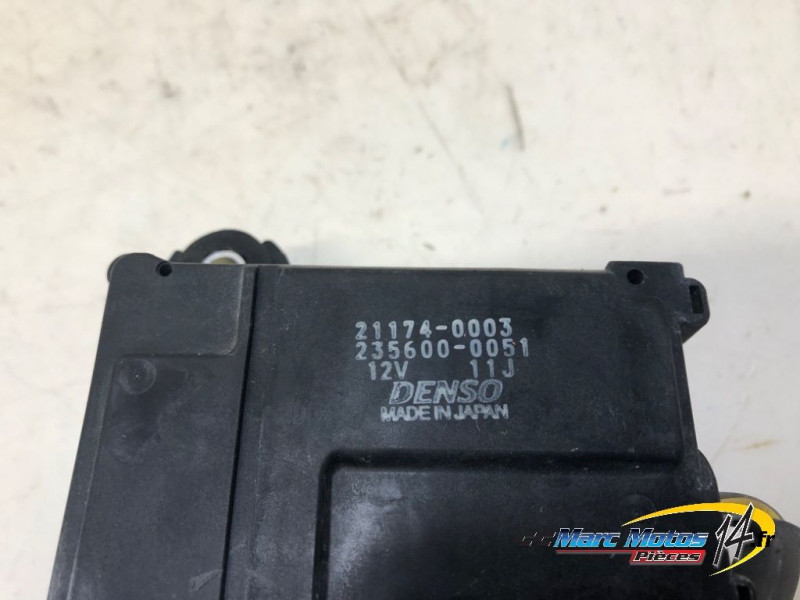 21174-0003
235600-0051
12V 11J
DENSO
MADE IN JAPAN
Marc Motos
Pièces
14.fr